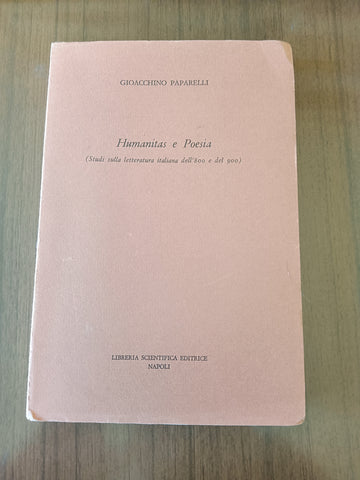 GIOACCHINO PAPARELLI
Humanitas e Poesia
(Studi sulla letteratura italiana dell'800 e del 900)
LIBRERIA SCIENTIFICA EDITRICE
NAPOLI